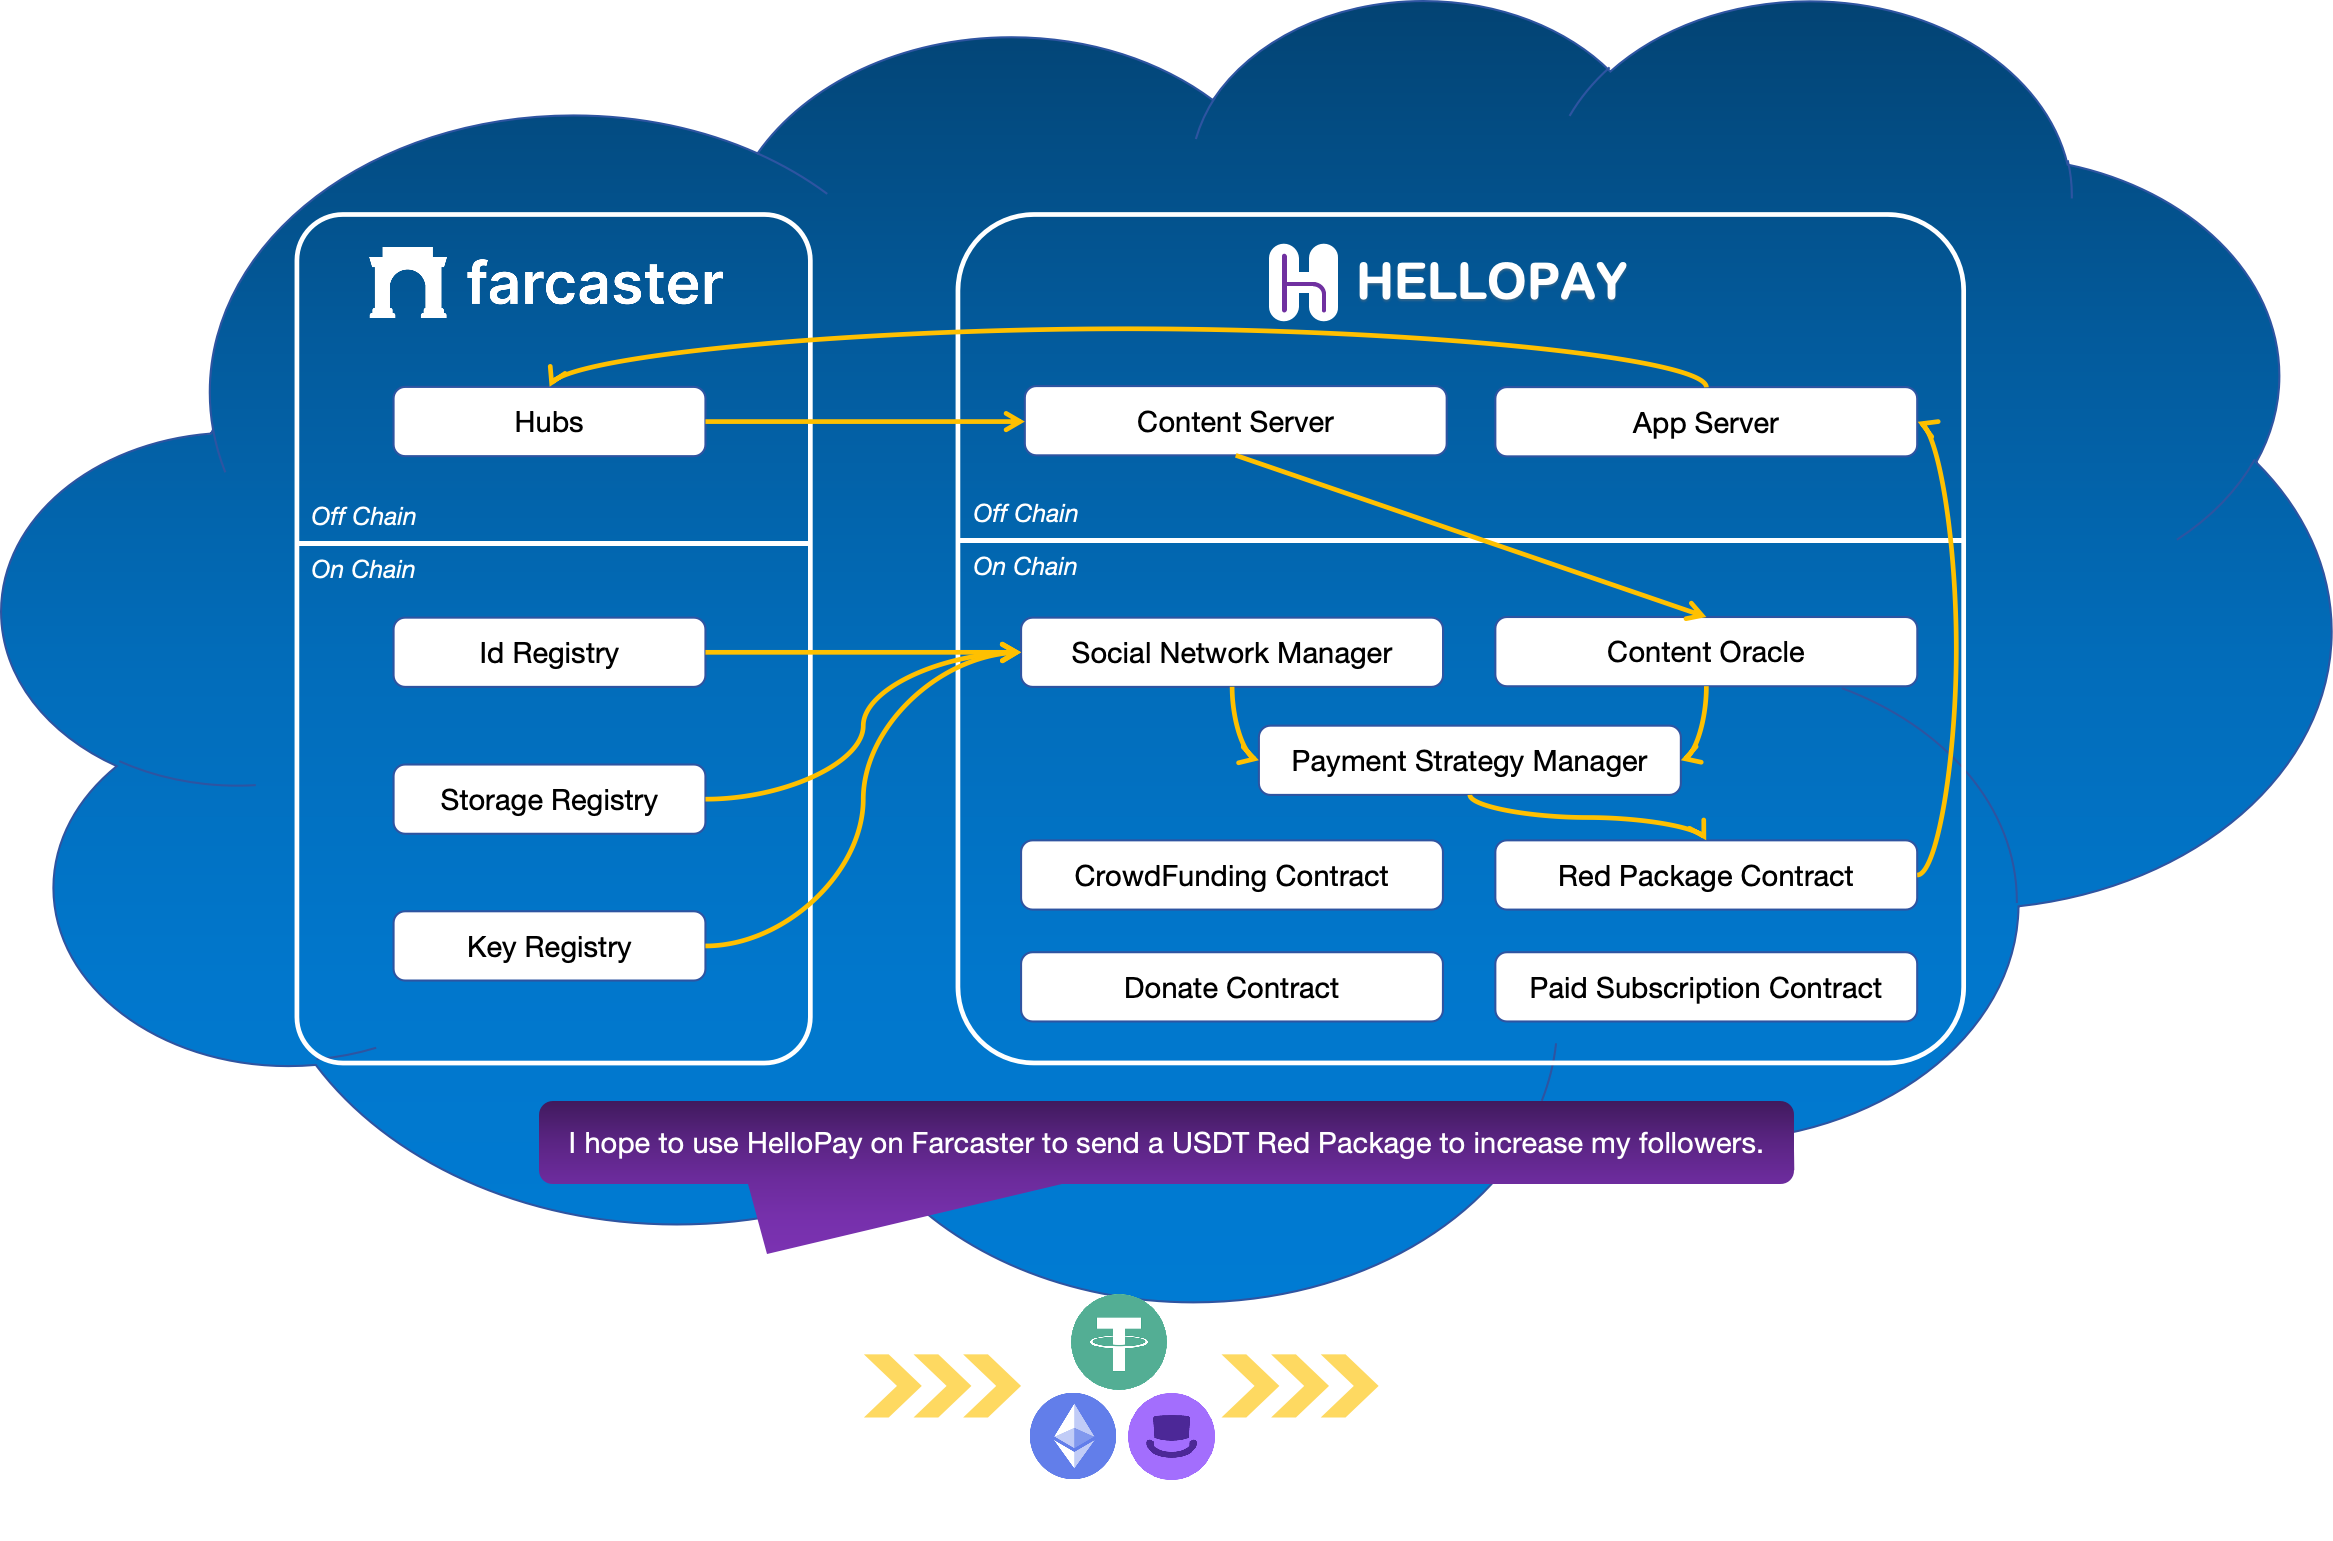 farcaster
Hubs
Off Chain
On Chain
Id Registry
Storage Registry
Key Registry
HELLOPAY
Content Server
App Server
Off Chain
On Chain
Social Network Manager
Content Oracle
Payment Strategy Manager
CrowdFunding Contract
Red Package Contract
Donate Contract
Paid Subscription Contract
I hope to use HelloPay on Farcaster to send a USDT Red Package to increase my followers.